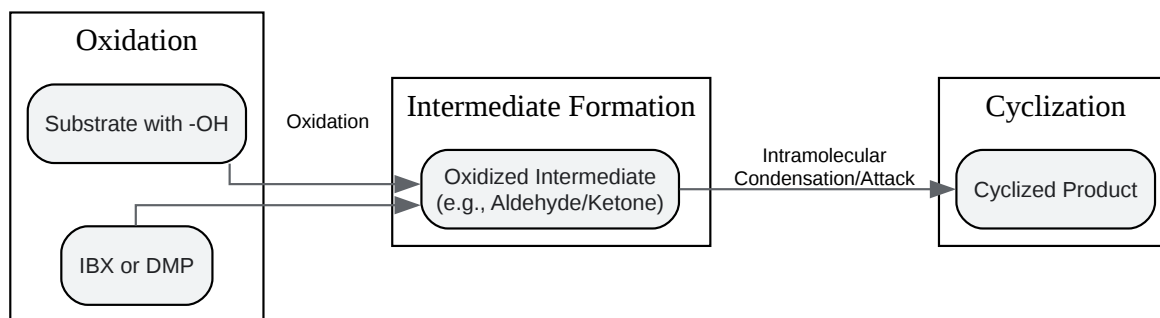 Oxidation
Substrate with -OH
IBX or DMP
Oxidation
Intermediate Formation
Oxidized Intermediate
(e.g., Aldehyde/Ketone)
Intramolecular
Condensation/Attack
Cyclization
Cyclized Product